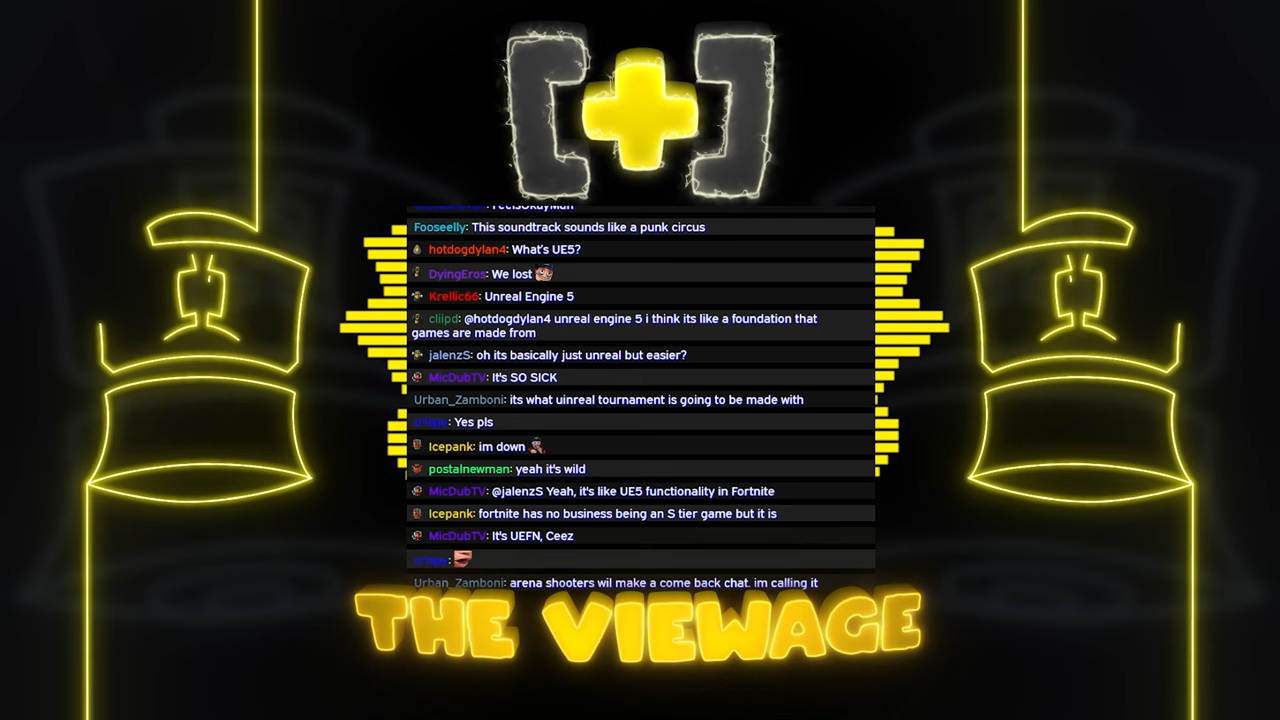 FeelsOkayMan
Fooseelly: This soundtrack sounds like a punk circus
hotdogdylan4: What's UE5?
DyingEros: We lost
Krellic66: Unreal Engine 5
cliipd: @hotdogdylan4 unreal engine 5 i think its like a foundation that
games are made from
jalenzS: oh its basically just unreal but easier?
MicDubTV: It's SO SICK
Urban_Zamboni: its what uinreal tournament is going to be made with
Yes pls
Icepank: im down
postalnewman: yeah it's wild
MicDubTV: @jalenzS Yeah, it's like UE5 functionality in Fortnite
Icepank: fortnite has no business being an S tier game but it is
MicDubTV: It's UEFN, Ceez
Urban_Zamboni: arena shooters wil make a come back chat. im calling it
THE VIEWAGE